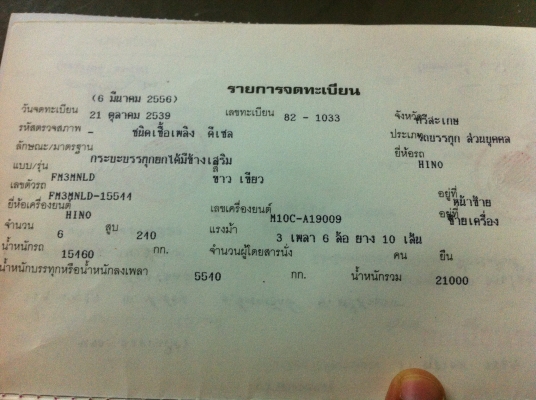 รายการจดทะเบียน
(6 มีนาคม 2556)
วันจดทะเบียน 21 ตุลาคม 2539 เลขทะเบียน 82 - 1033 จังหวัด ศรีสะเกษ
รหัสตรวจสภาพ - ชนิดเชื้อเพลิง ดีเซล ประเภท รถบรรทุก ส่วนบุคคล
ลักษณะ/มาตรฐาน กระบะบรรทุกยกได้มีข้างเสริม ยี่ห้อรถ HINO
แบบ/รุ่น FM3MNLD สี ขาว เขียว
เลขตัวรถ FM3MNLD-15544 อยู่ที่ หน้าซ้าย
ยี่ห้อเครื่องยนต์ HINO เลขเครื่องยนต์ M10C-A19009 อยู่ที่ ซ้ายเครื่อง
จำนวน 6 สูบ 240 แรงม้า 3 เพลา 6 ล้อ ยาง 10 เส้น
น้ำหนักรถ 15460 กก. จำนวนผู้โดยสารนั่ง คน ยืน
น้ำหนักบรรทุกหรือน้ำหนักลงเพลา 5540 กก. น้ำหนักรวม 21000